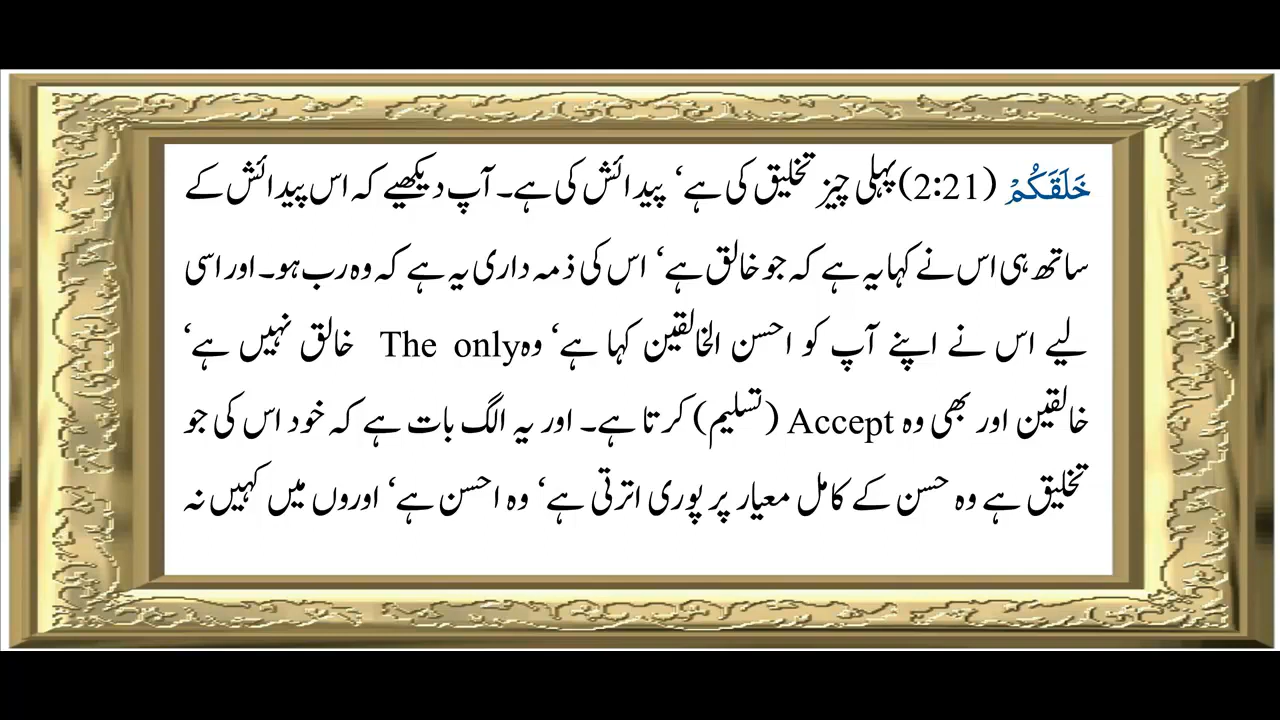 خَلَقَكُمْ (2:21) پہلی چیز تخلیق کی ہے‘ پیدائش کی ہے۔ آپ دیکھیے کہ اس پیدائش کے
ساتھ ہی اس نے کہا یہ ہے کہ جو خالق ہے‘ اس کی ذمہ داری یہ ہے کہ وہ رب ہو۔ اور اسی
لیے اس نے اپنے آپ کو احسن الخالقین کہا ہے‘ وہ The only خالق نہیں ہے‘
خالقین اور بھی وہ Accept (تسلیم) کرتا ہے۔ اور یہ الگ بات ہے کہ خود اس کی جو
تخلیق ہے وہ حسن کے کامل معیار پر پوری اترتی ہے‘ وہ احسن ہے‘ اوروں میں کہیں نہ